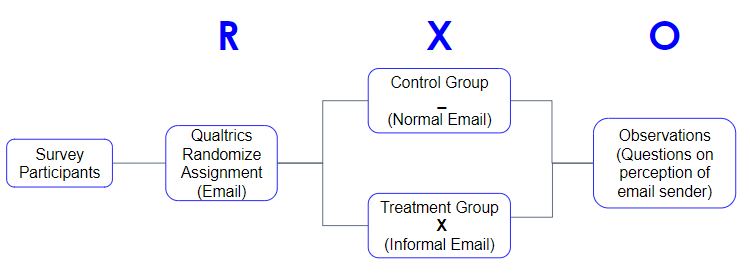 R X O
Survey
Participants
Qualtrics
Randomize
Assignment
(Email)
Control Group
–
(Normal Email)
Treatment Group
X
(Informal Email)
Observations
(Questions on
perception of
email sender)